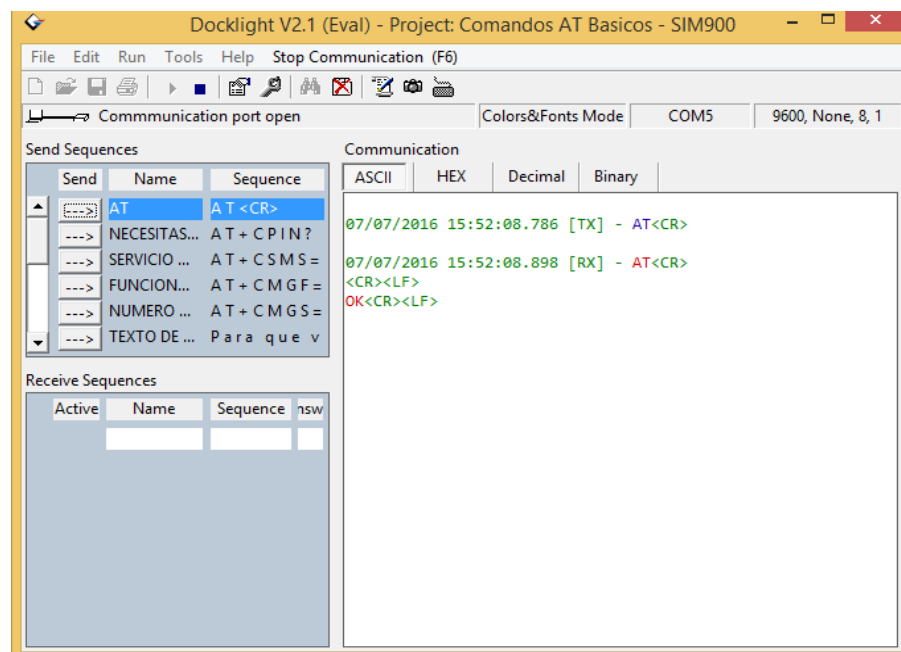 Docklight V2.1 (Eval) - Project: Comandos AT Basicos - SIM900
File Edit Run Tools Help Stop Communication (F6)
Commmunication port open Colors&Fonts Mode COM5 9600, None, 8, 1
Send Sequences
Send Name Sequence
---> AT A T <CR>
---> NECESITAS... A T + C P I N ?
---> SERVICIO ... A T + C S M S =
---> FUNCION... A T + C M G F =
---> NUMERO ... A T + C M G S =
---> TEXTO DE ... P a r a q u e v
Receive Sequences
Active Name Sequence nsw
Communication
ASCII HEX Decimal Binary
07/07/2016 15:52:08.786 [TX] - AT<CR>
07/07/2016 15:52:08.898 [RX] - AT<CR>
<CR><LF>
OK<CR><LF>